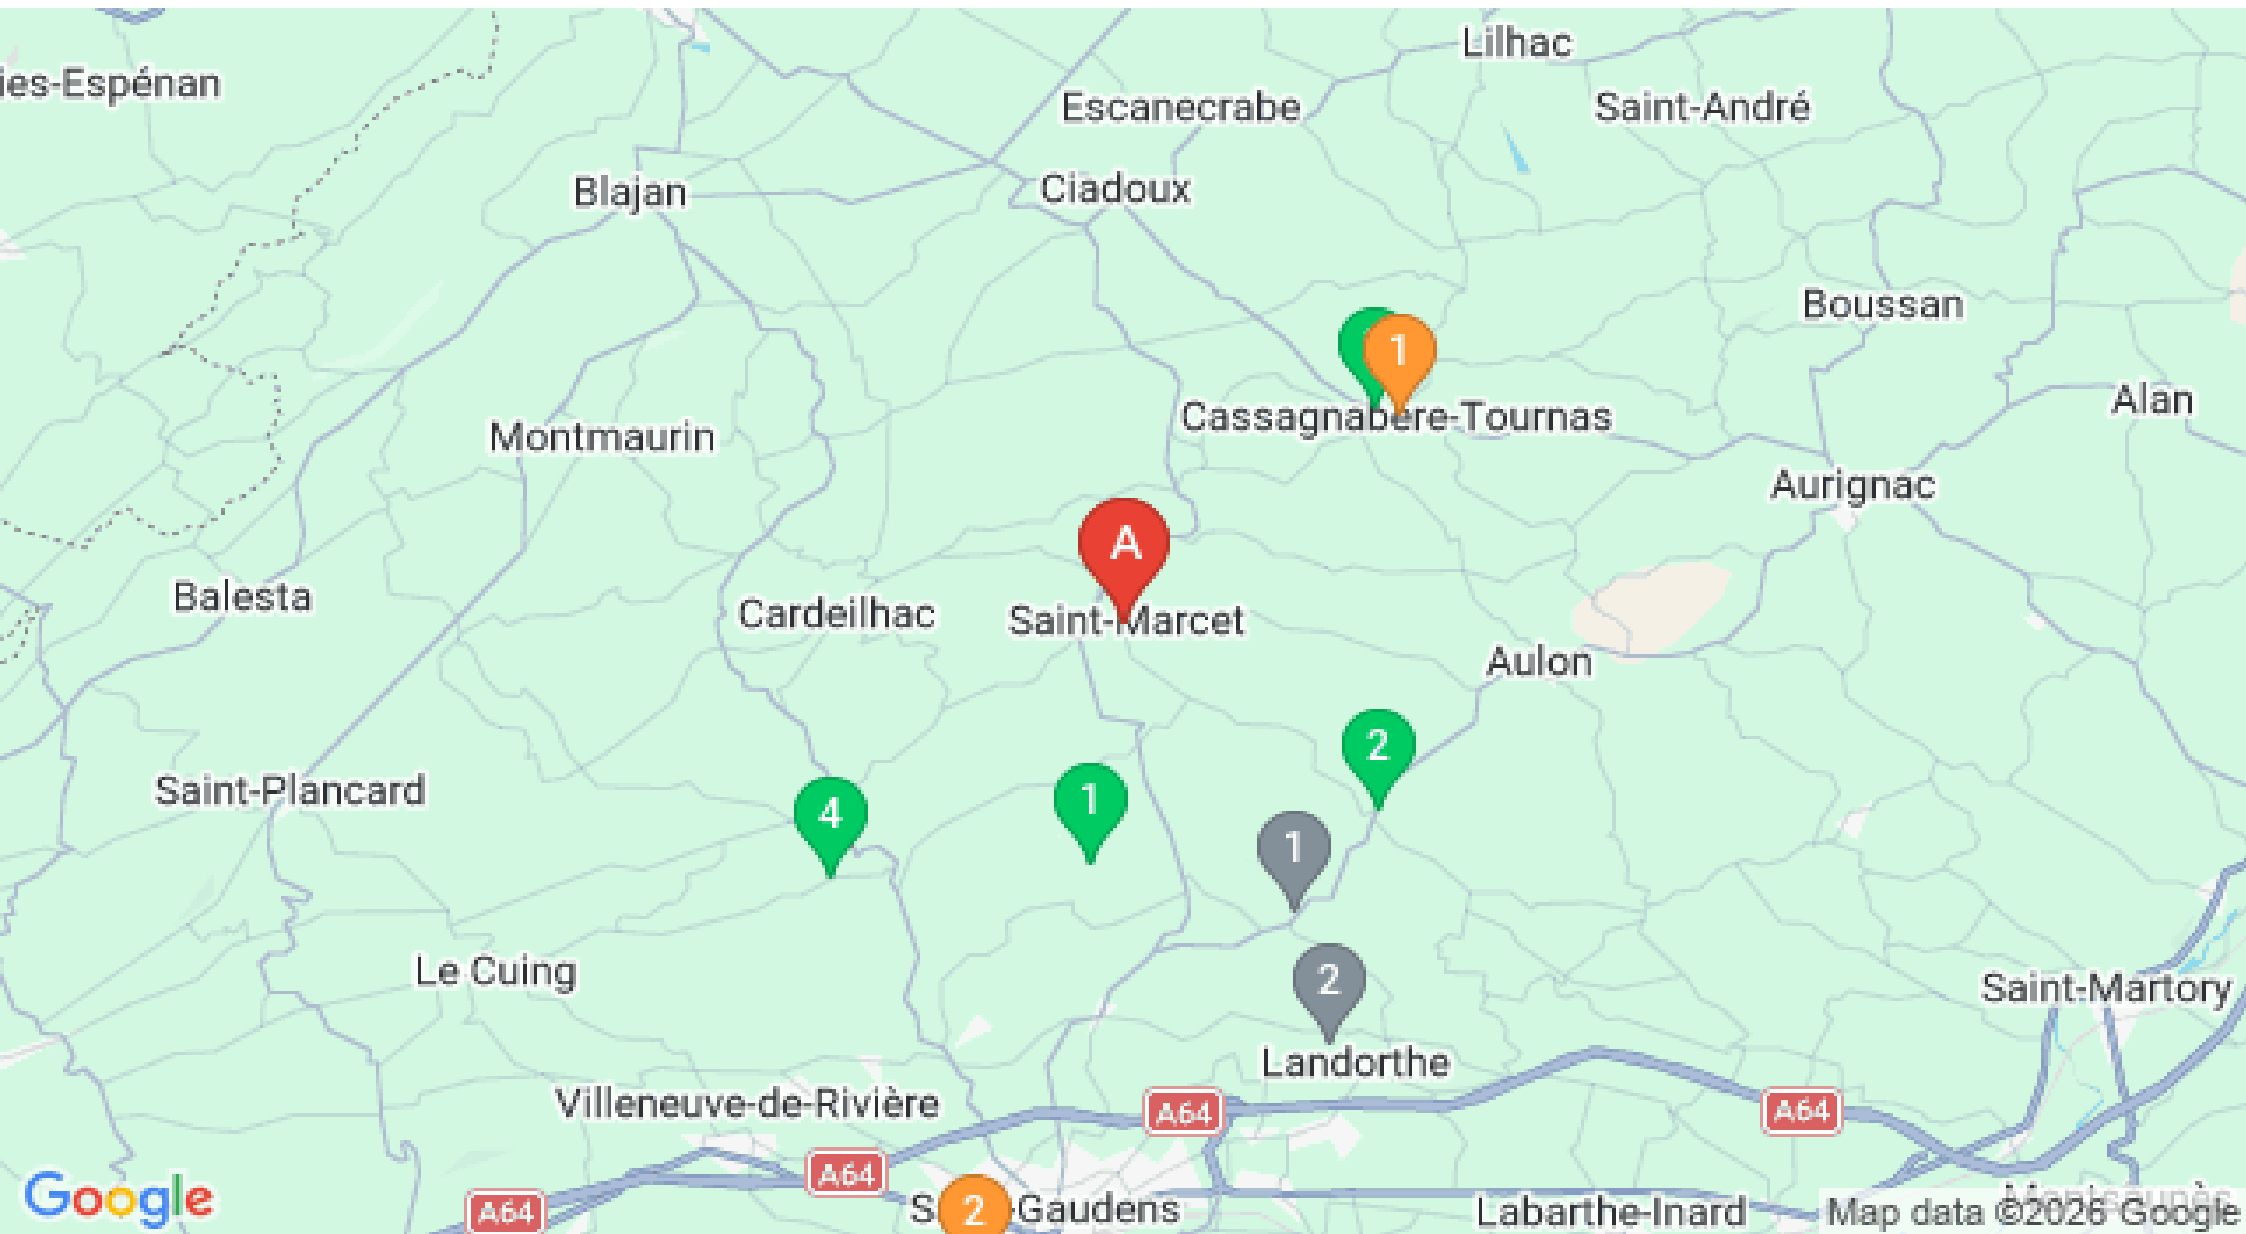 Lilhac
ies-Espénan
Escanecrabe
Saint-André
Blajan
Ciadoux
Boussan
1
Alan
Cassagnabère-Tournas
Montmaurin
Aurignac
A
Balesta
Cardeilhac
Saint-Marcet
Aulon
2
Saint-Plancard
1
4
1
Le Cuing
2
Saint-Martory
Landorthe
Villeneuve-de-Rivière
A64
A64
A64
Google
A64
2
Gaudens
Labarthe-Inard
Map data ©2026 Google